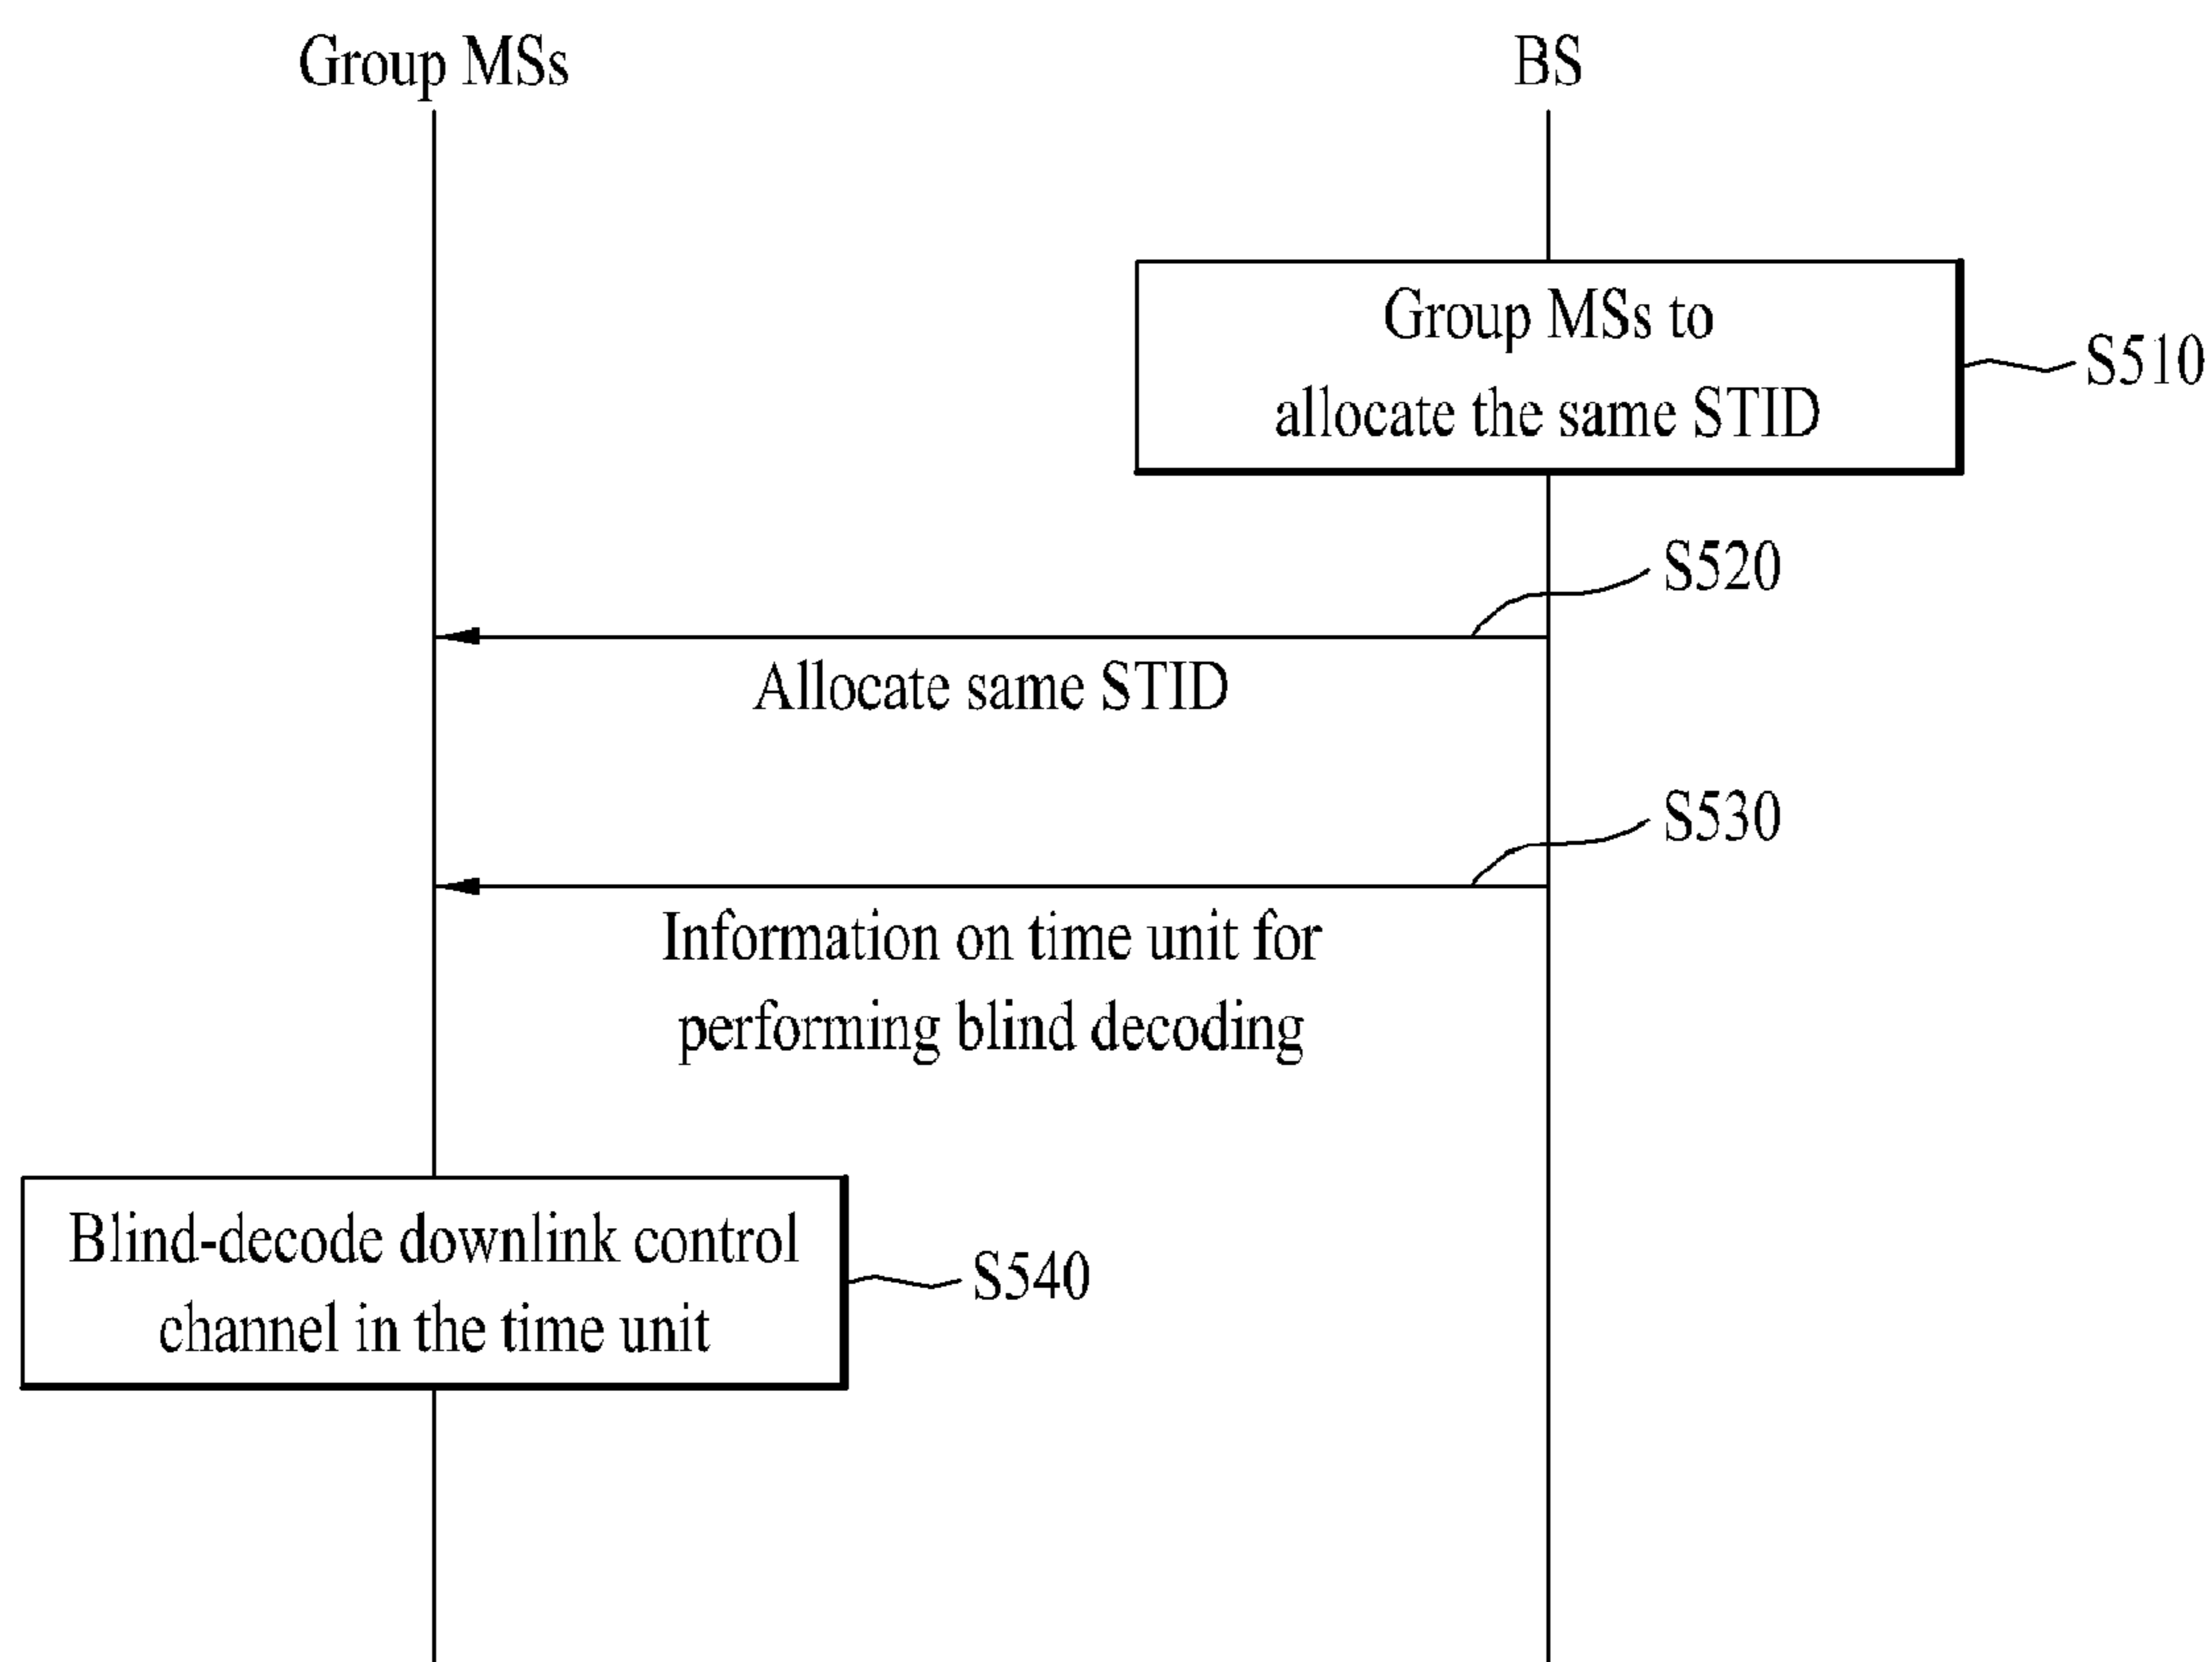 Group MSs
BS
Group MSs to
allocate the same STID
S510
S520
Allocate same STID
S530
Information on time unit for
performing blind decoding
Blind-decode downlink control
channel in the time unit
S540